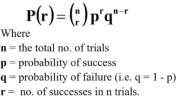 P(r) = (n r) p^r q^(n-r)
Where
n = the total no. of trials
p = probability of success
q = probability of failure (i.e. q = 1 - p)
r = no. of successes in n trials.